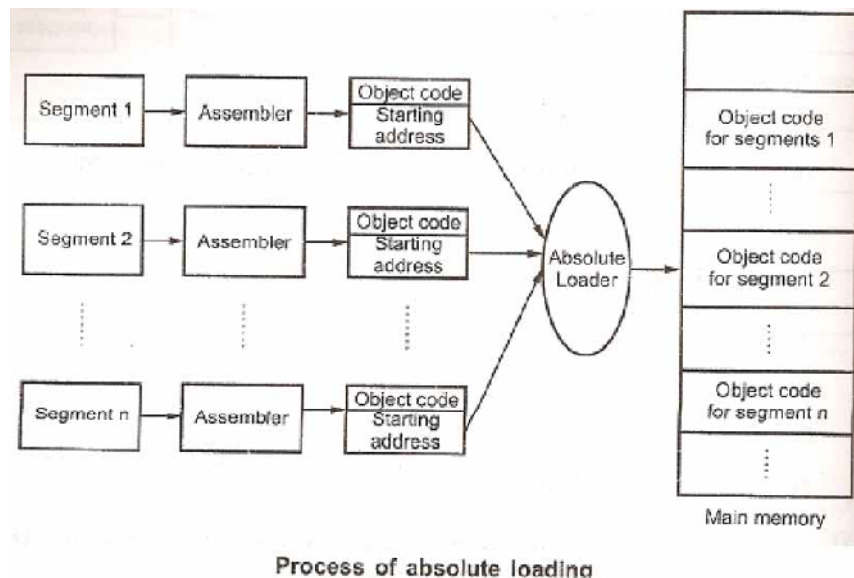 Segment 1
Assembler
Object code
Starting
address
Object code
for segments 1
Segment 2
Assembler
Object code
Starting
address
Absolute
Loader
Object code
for segment 2
Segment n
Assembler
Object code
Starting
address
Object code
for segment n
Main memory
Process of absolute loading